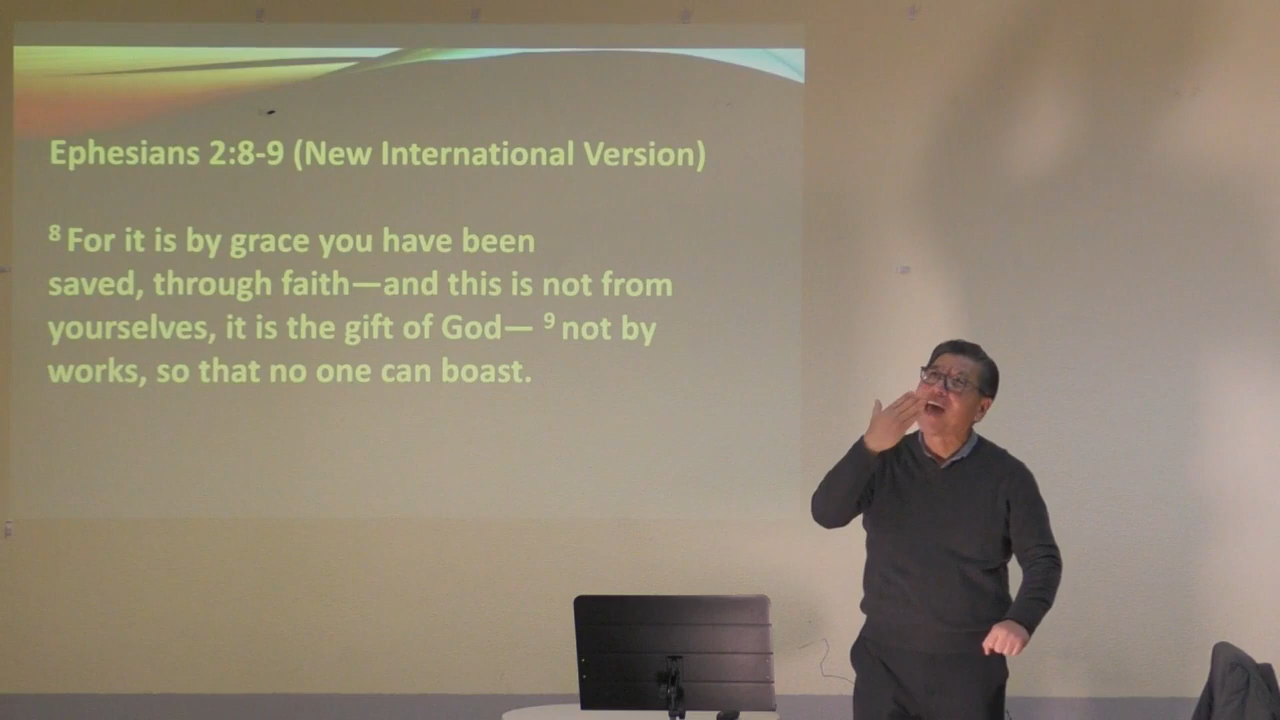 Ephesians 2:8-9 (New International Version)
⁸ For it is by grace you have been
saved, through faith—and this is not from
yourselves, it is the gift of God— ⁹ not by
works, so that no one can boast.